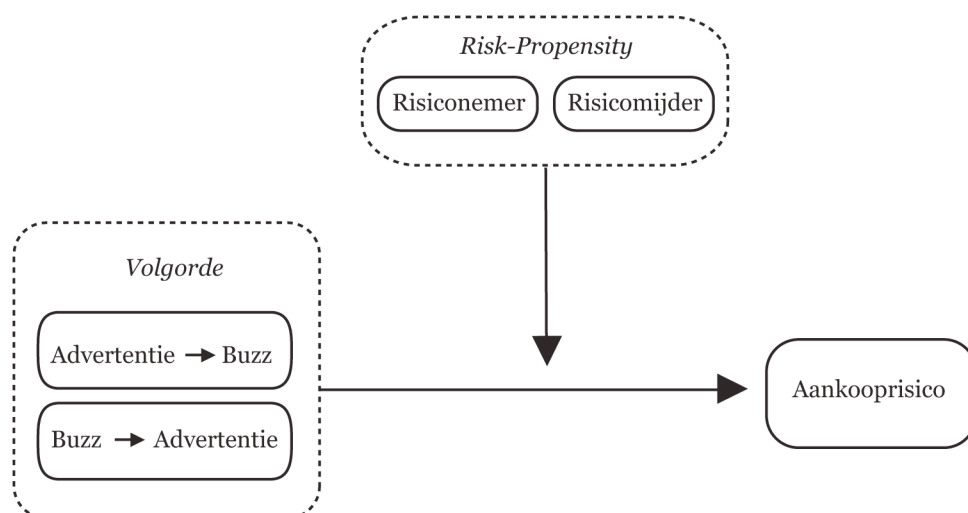 Risk-Propensity
Risiconemer
Risicomijder
Volgorde
Advertentie → Buzz
Buzz → Advertentie
Aankooprisico